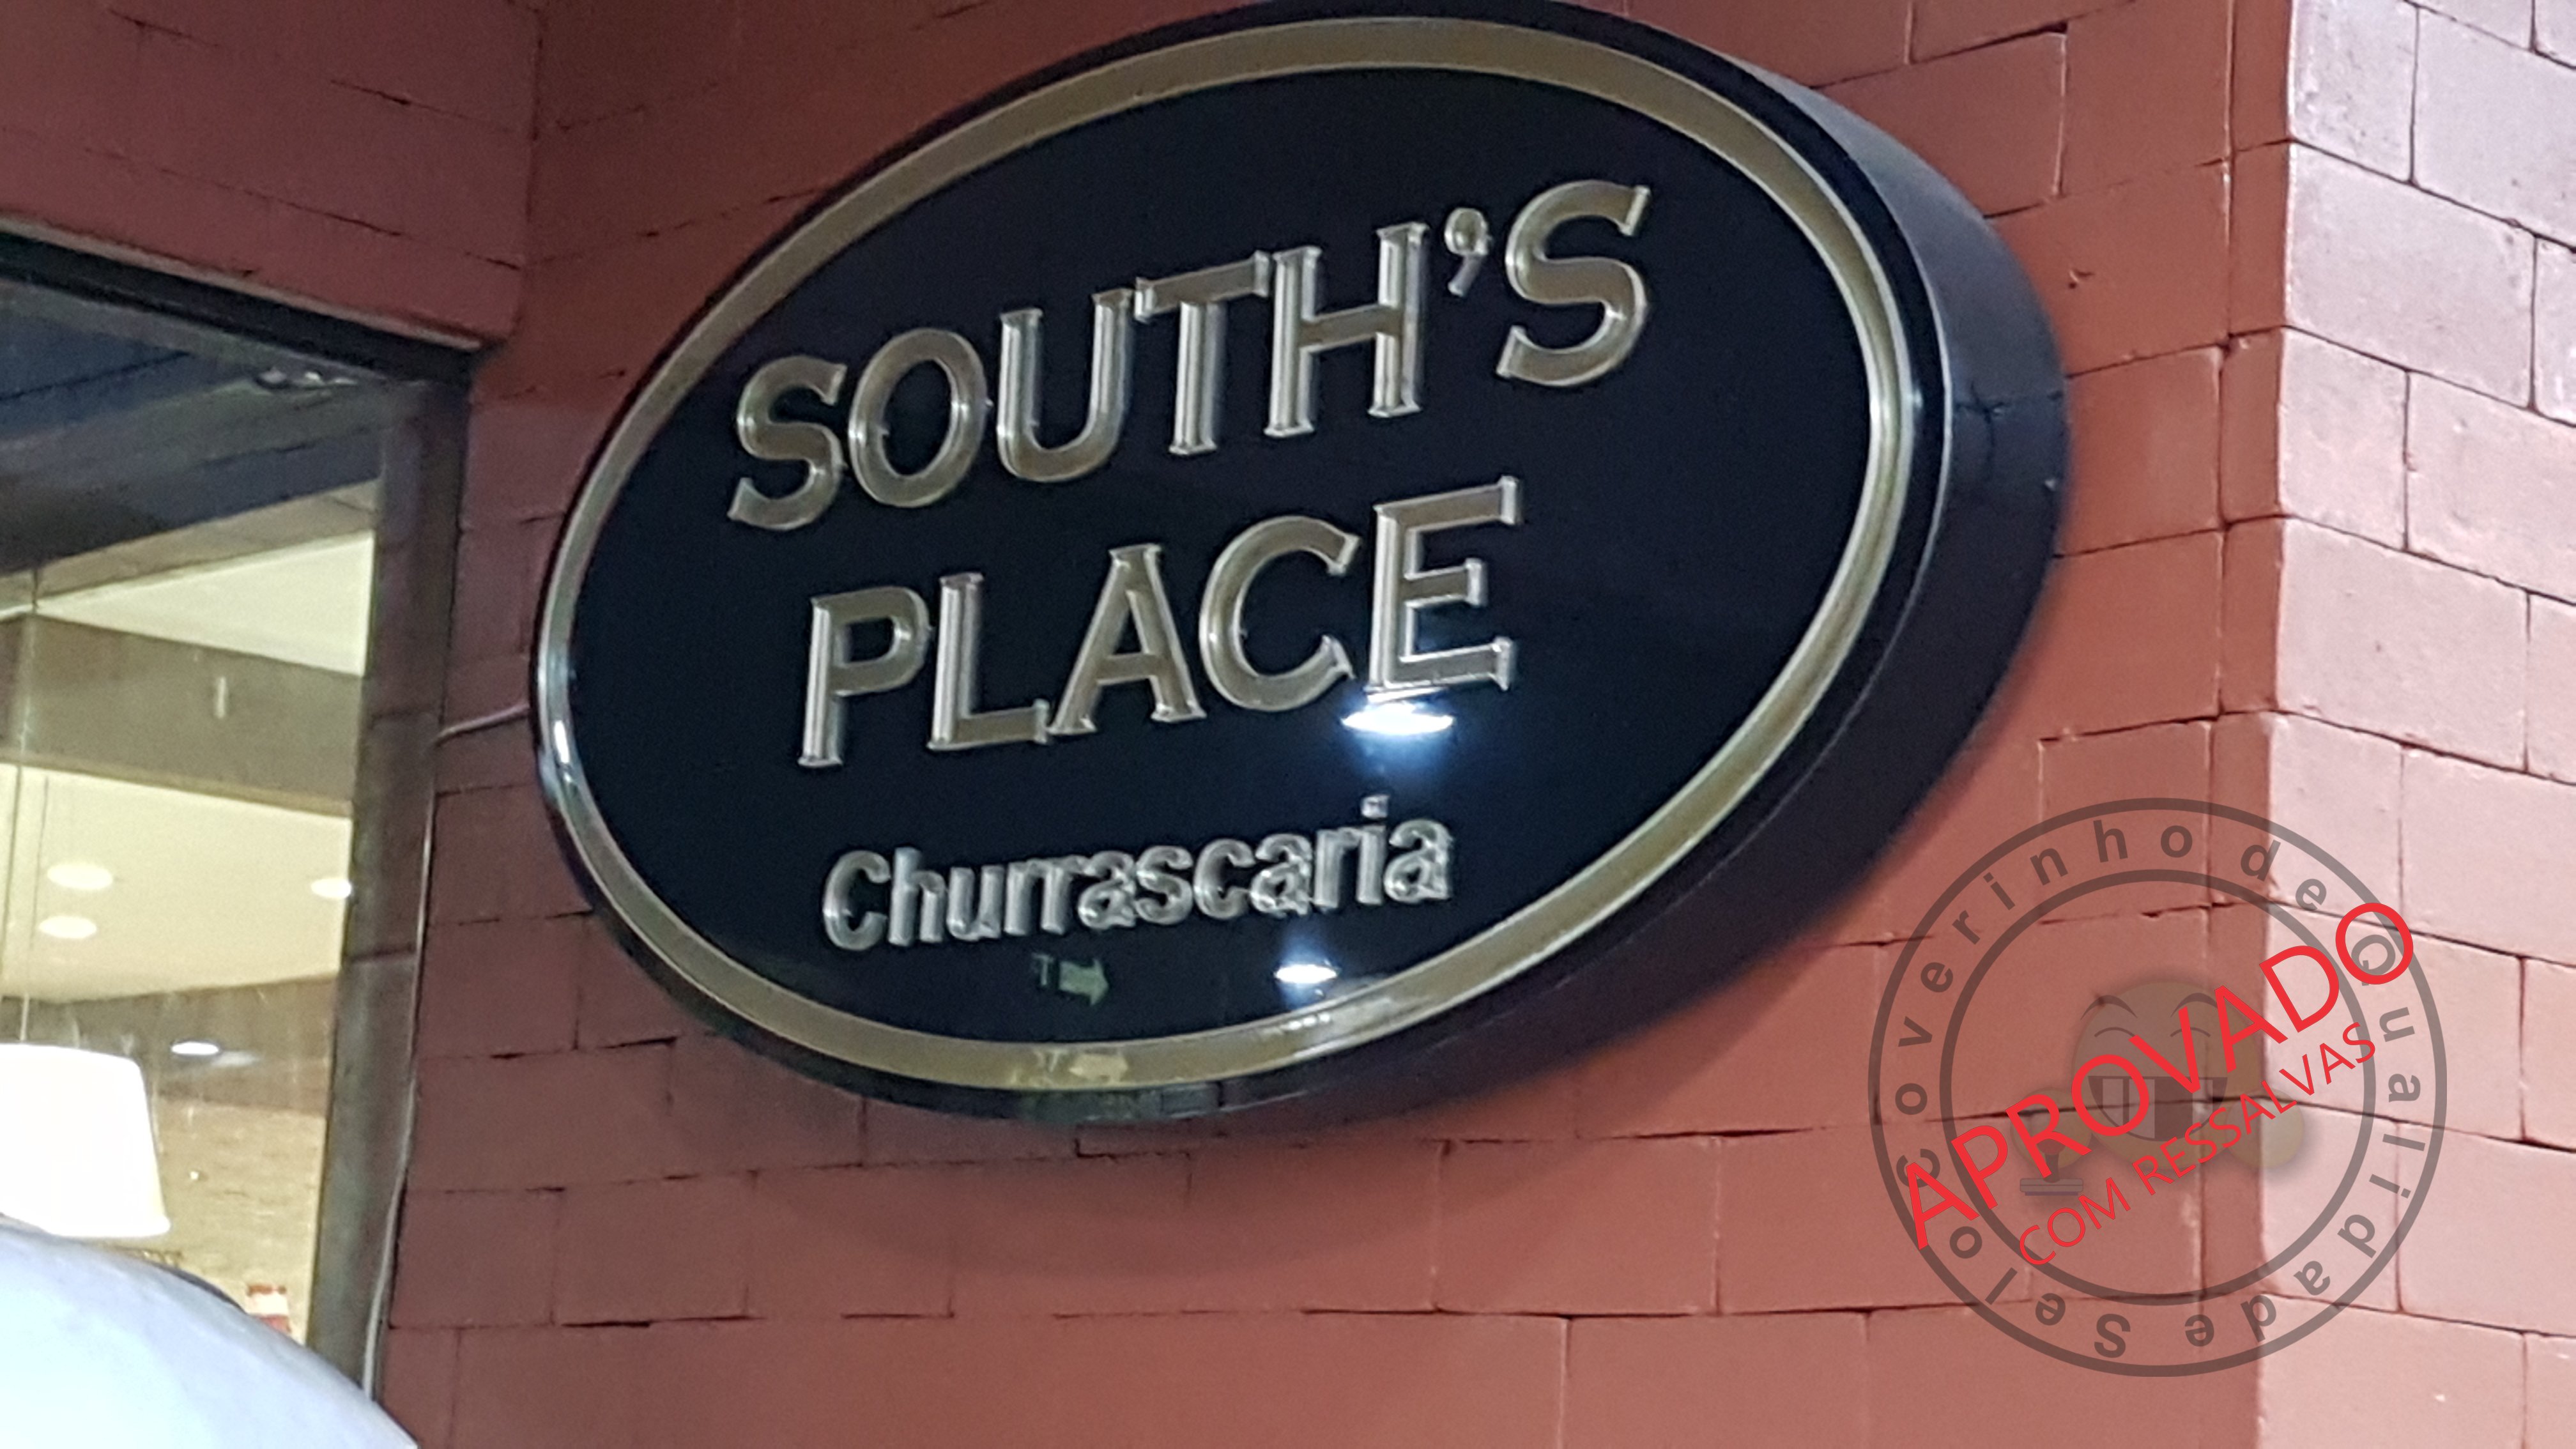 SOUTH'S
PLACE
Churrascaria
Selo Coverinho de Qualidade
APROVADO
COM RESSALVAS